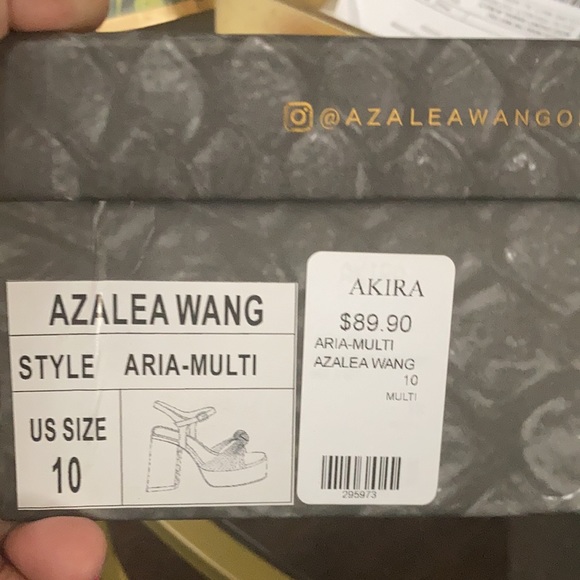 @AZALEAWANGO
AZALEA WANG
STYLE ARIA-MULTI
US SIZE
10
AKIRA
$89.90
ARIA-MULTI
AZALEA WANG
10
MULTI
295973